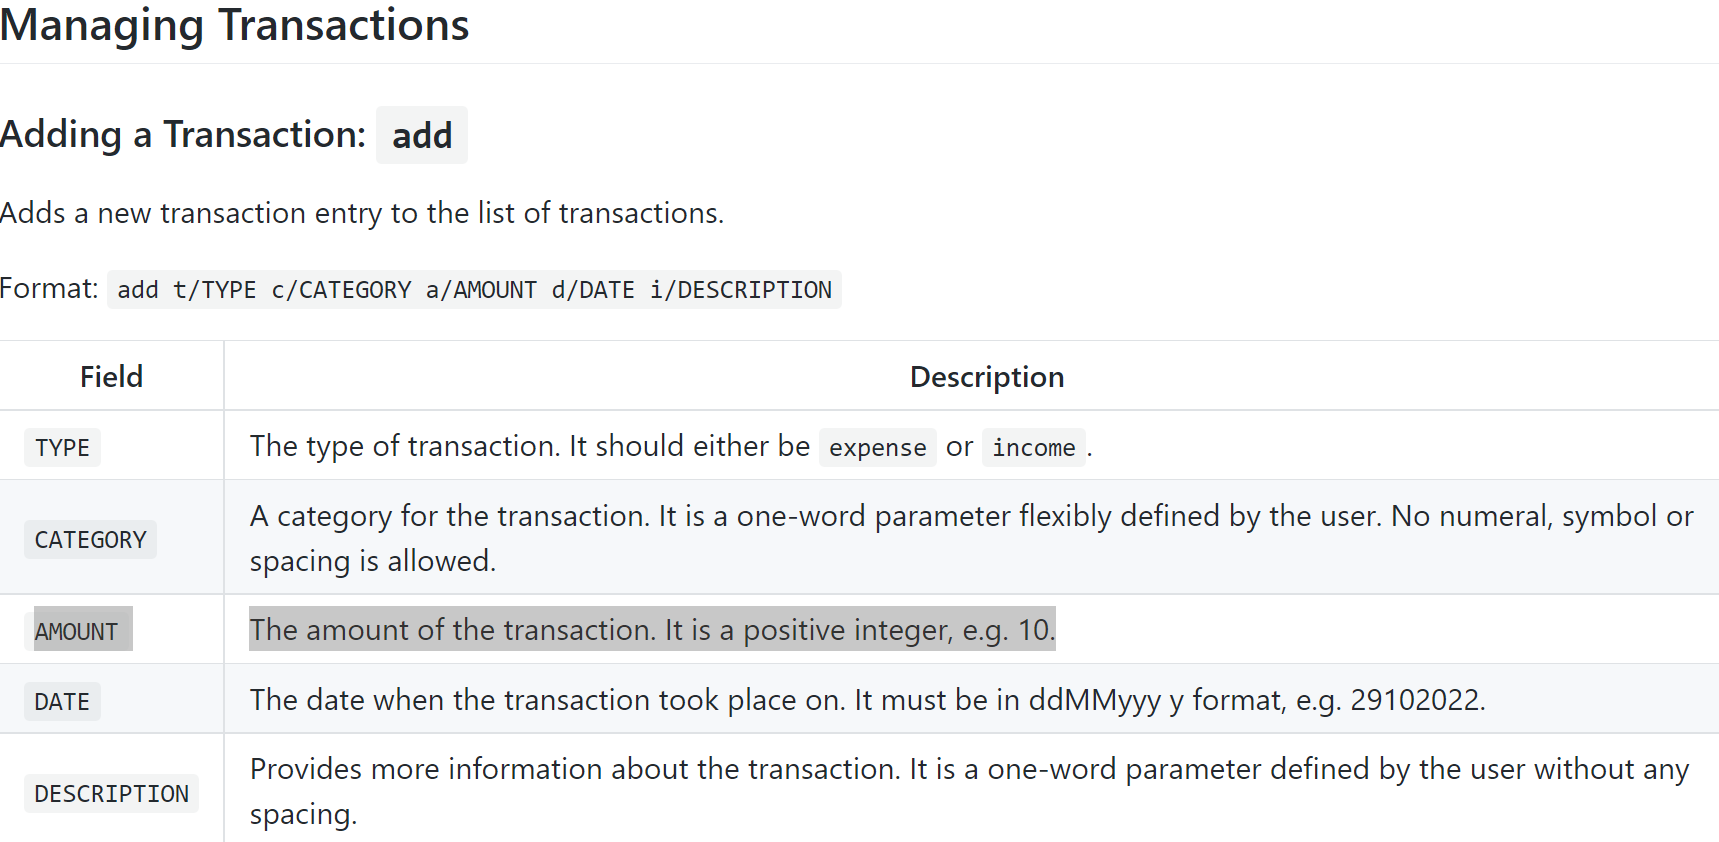 Managing Transactions
Adding a Transaction: add
Adds a new transaction entry to the list of transactions.
Format: add t/TYPE c/CATEGORY a/AMOUNT d/DATE i/DESCRIPTION
Field Description
TYPE The type of transaction. It should either be expense or income.
CATEGORY A category for the transaction. It is a one-word parameter flexibly defined by the user. No numeral, symbol or
spacing is allowed.
AMOUNT The amount of the transaction. It is a positive integer, e.g. 10.
DATE The date when the transaction took place on. It must be in ddMMyyy y format, e.g. 29102022.
DESCRIPTION Provides more information about the transaction. It is a one-word parameter defined by the user without any
spacing.